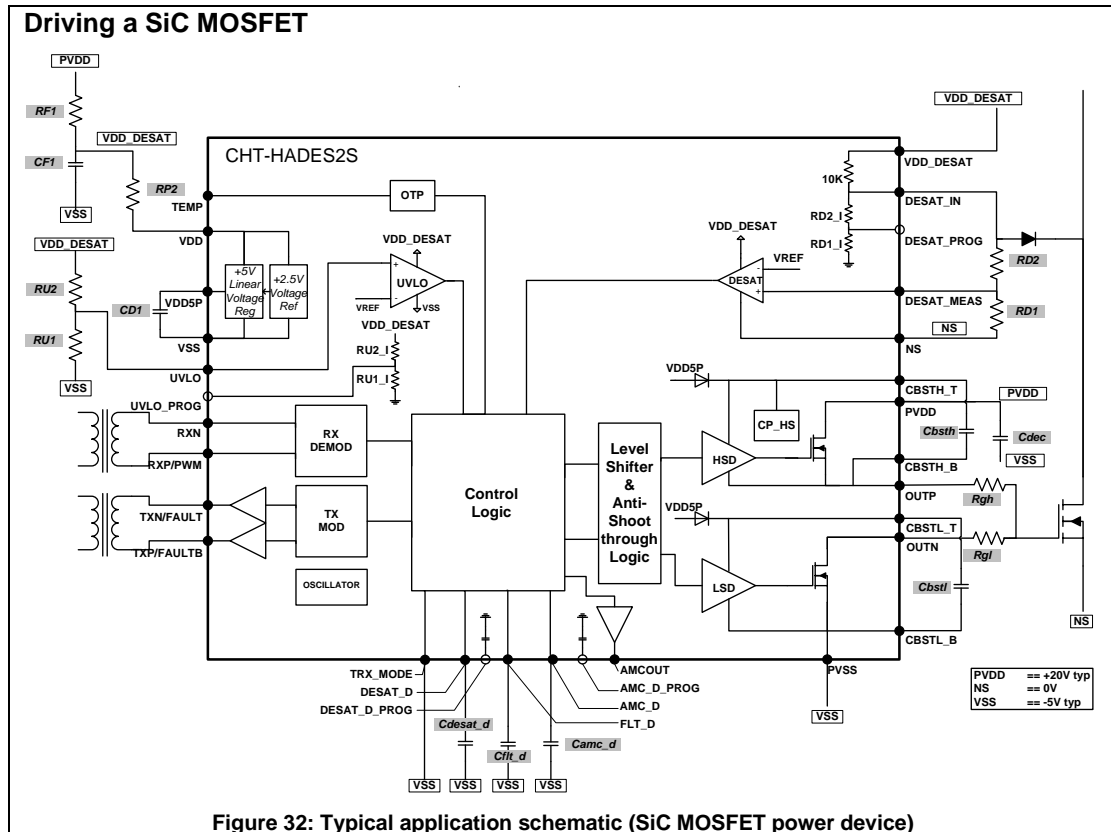 Driving a SiC MOSFET
PVDD
RF1
VDD_DESAT
CF1
RP2
VSS
TEMP
VDD
VDD_DESAT
RU2
CD1
VDD5P
VSS
RU1
UVLO
VSS
UVLO_PROG
RXN
RXP/PWM
TXN/FAULT
TXP/FAULTB
CHT-HADES2S
OTP
+5V
Linear
Voltage
Reg
+2.5V
Voltage
Ref
VDD_DESAT
+
UVLO
-
VREF
VSS
VDD_DESAT
RU2_I
RU1_I
RX
DEMOD
TX
MOD
OSCILLATOR
Control
Logic
Level
Shifter
&
Anti-
Shoot
through
Logic
VDD_DESAT
VREF
-
DESAT
+
10K
RD2_I
RD1_I
VDD5P
CP_HS
HSD
VDD5P
LSD
VDD_DESAT
VDD_DESAT
DESAT_IN
DESAT_PROG
RD2
DESAT_MEAS
RD1
NS
NS
CBSTH_T
PVDD
PVDD
Cbsth
Cdec
VSS
CBSTH_B
OUTP
Rgh
CBSTL_T
OUTN
Rgl
Cbstl
CBSTL_B
NS
TRX_MODE
DESAT_D
DESAT_D_PROG
AMCOUT
AMC_D_PROG
AMC_D
FLT_D
PVSS
VSS
Cdesat_d
Cflt_d
Camc_d
VSS
VSS
VSS
VSS
PVDD == +20V typ
NS == 0V
VSS == -5V typ
Figure 32: Typical application schematic (SiC MOSFET power device)